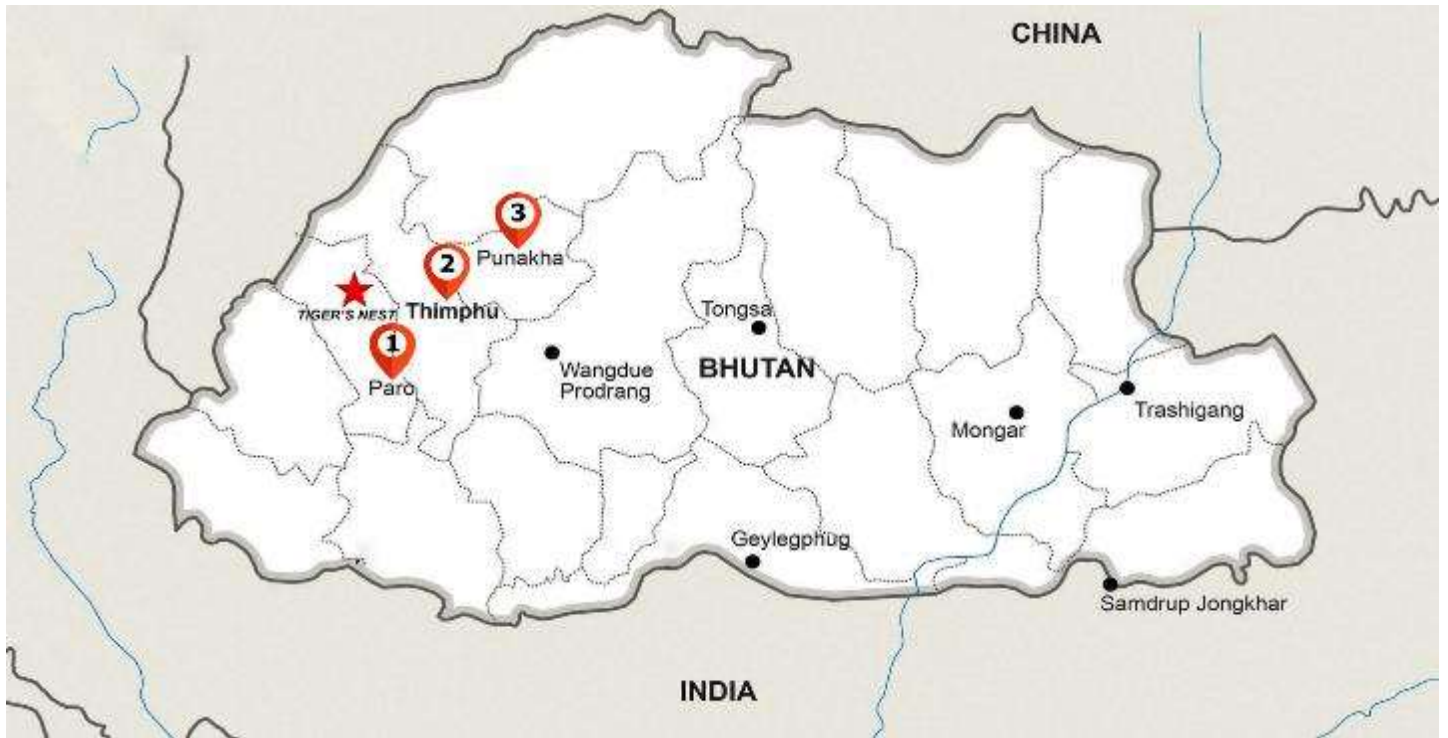 CHINA
3
Punakha
2
Thimphu
TIGER'S NEST
1
Paro
Tongsa
BHUTAN
Wangdue
Prodrang
Trashigang
Mongar
Geylegphug
Samdrup Jongkhar
INDIA